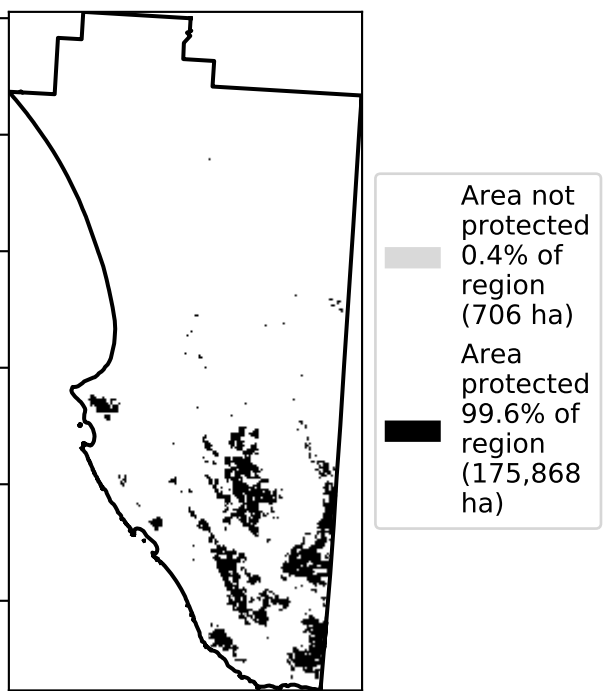 Area not
protected
0.4% of
region
(706 ha)
Area
protected
99.6% of
region
(175,868
ha)